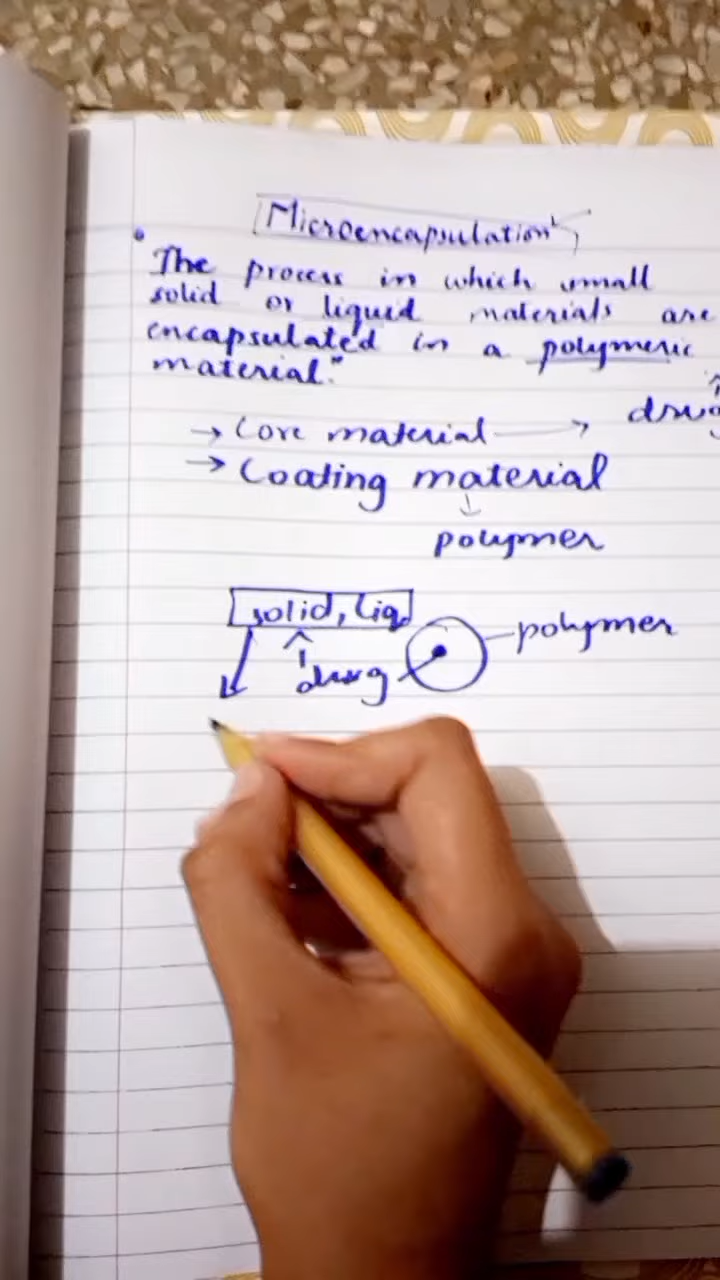 Microencapsulation
"The process in which small
solid or liquid materials are
encapsulated in a polymeric
material."
→ Core material → drug
→ Coating material
↓
polymer
solid, liq.
polymer
drug